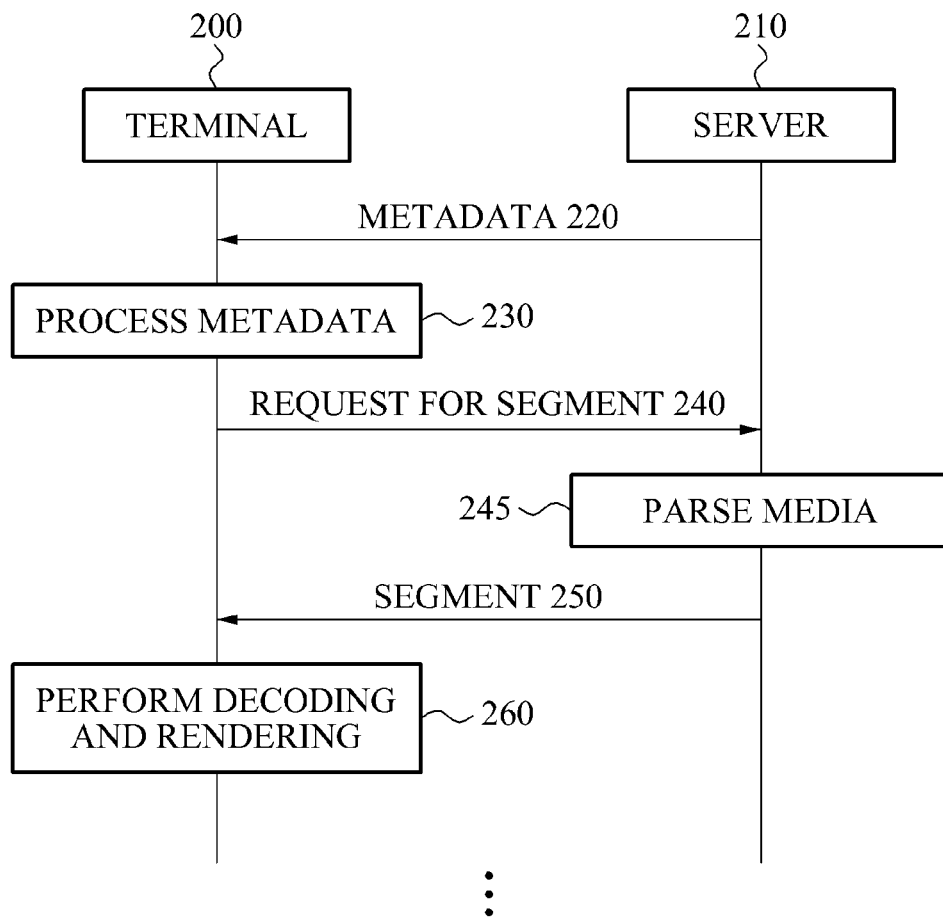 200
210
TERMINAL
SERVER
METADATA 220
PROCESS METADATA
230
REQUEST FOR SEGMENT 240
245
PARSE MEDIA
SEGMENT 250
PERFORM DECODING
AND RENDERING
260